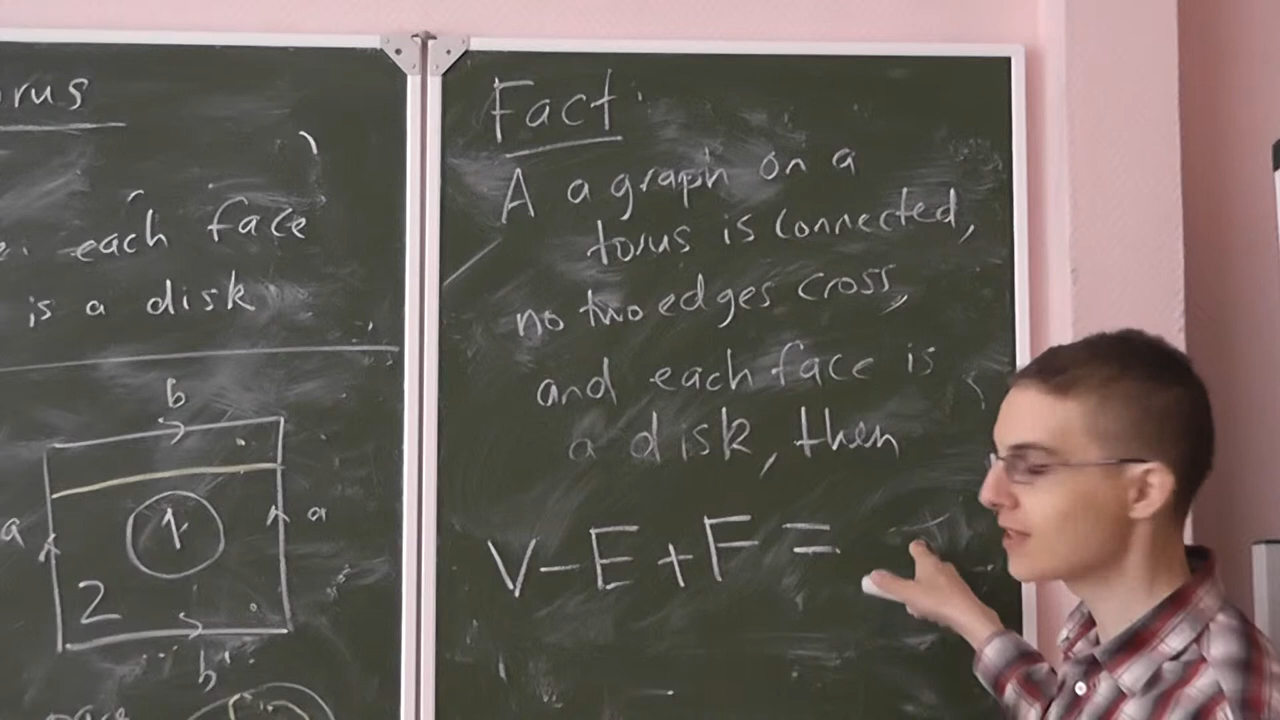 rus
each face
is a disk
b
a
1
a
2
b
Fact
A a graph on a
torus is connected,
no two edges cross,
and each face is
a disk, then
V-E+F=